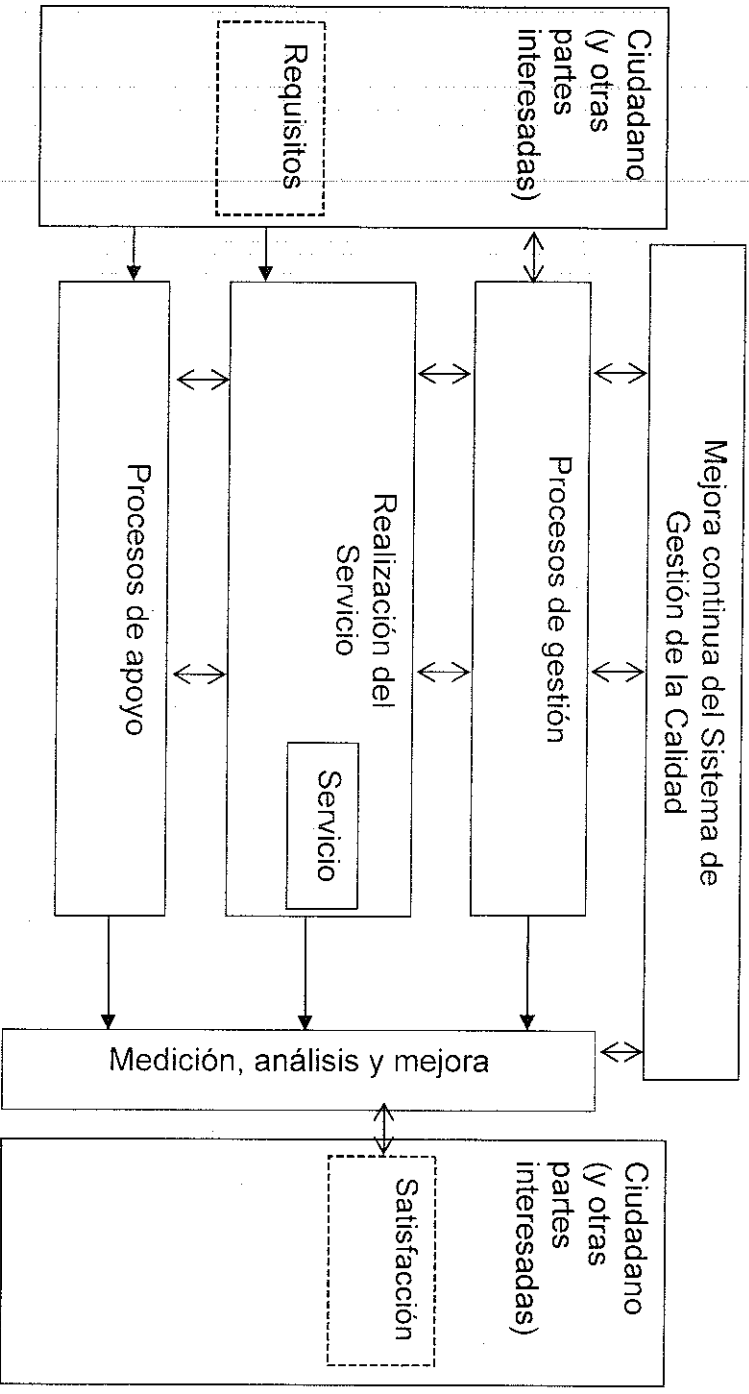 Mejora continua del Sistema de
Gestión de la Calidad
Ciudadano
(y otras
partes
interesadas)
Requisitos
Procesos de gestión
Realización del
Servicio
Servicio
Procesos de apoyo
Medición, análisis y mejora
Ciudadano
(y otras
partes
interesadas)
Satisfacción